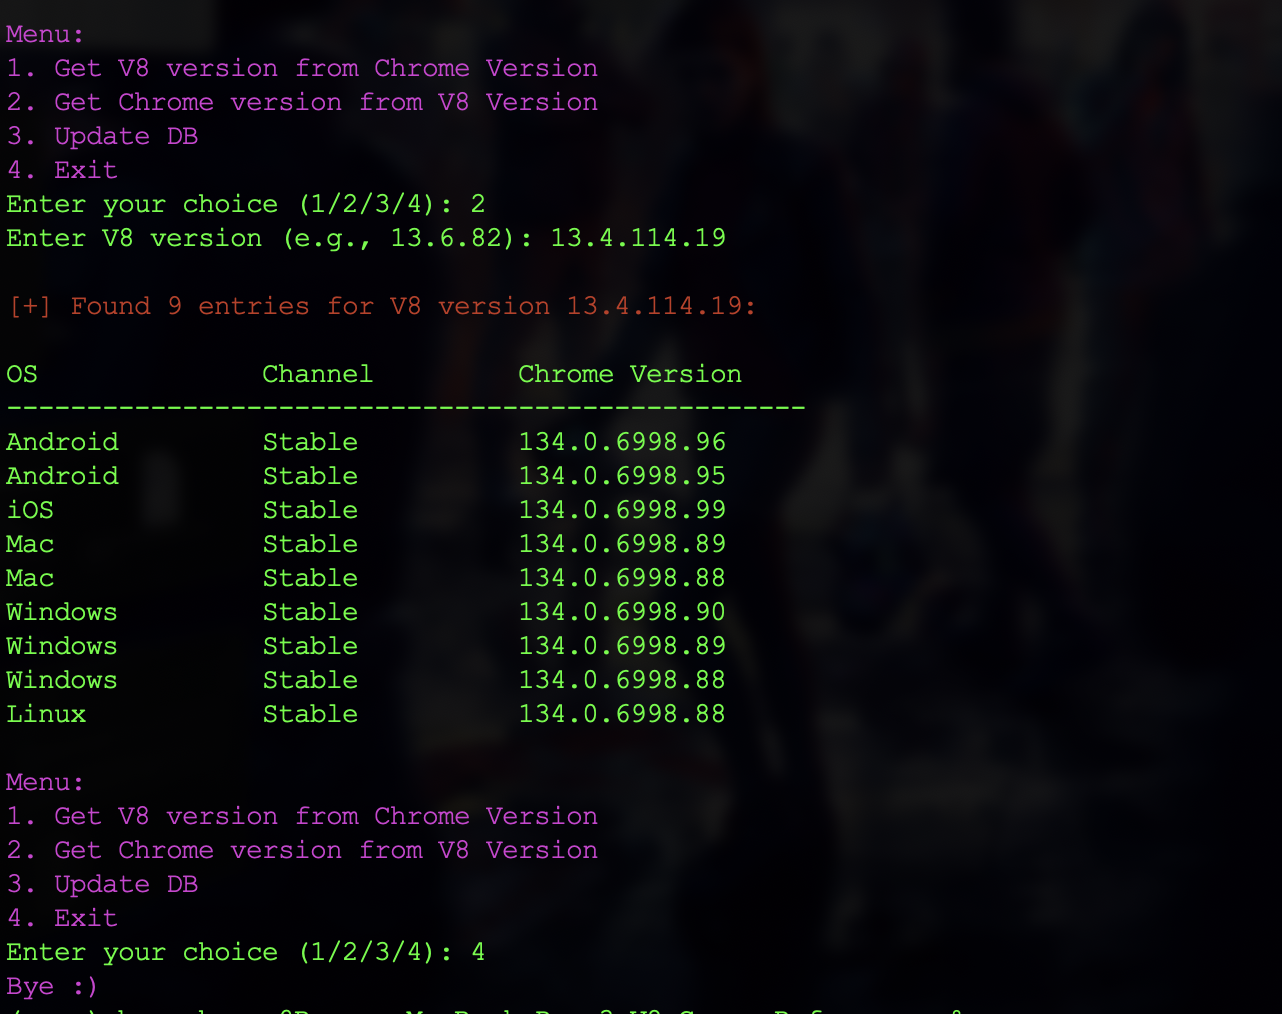 Menu:
1. Get V8 version from Chrome Version
2. Get Chrome version from V8 Version
3. Update DB
4. Exit
Enter your choice (1/2/3/4): 2
Enter V8 version (e.g., 13.6.82): 13.4.114.19
[+] Found 9 entries for V8 version 13.4.114.19:
OS Channel Chrome Version
--------------------------------------------------
Android Stable 134.0.6998.96
Android Stable 134.0.6998.95
iOS Stable 134.0.6998.99
Mac Stable 134.0.6998.89
Mac Stable 134.0.6998.88
Windows Stable 134.0.6998.90
Windows Stable 134.0.6998.89
Windows Stable 134.0.6998.88
Linux Stable 134.0.6998.88
Menu:
1. Get V8 version from Chrome Version
2. Get Chrome version from V8 Version
3. Update DB
4. Exit
Enter your choice (1/2/3/4): 4
Bye :)